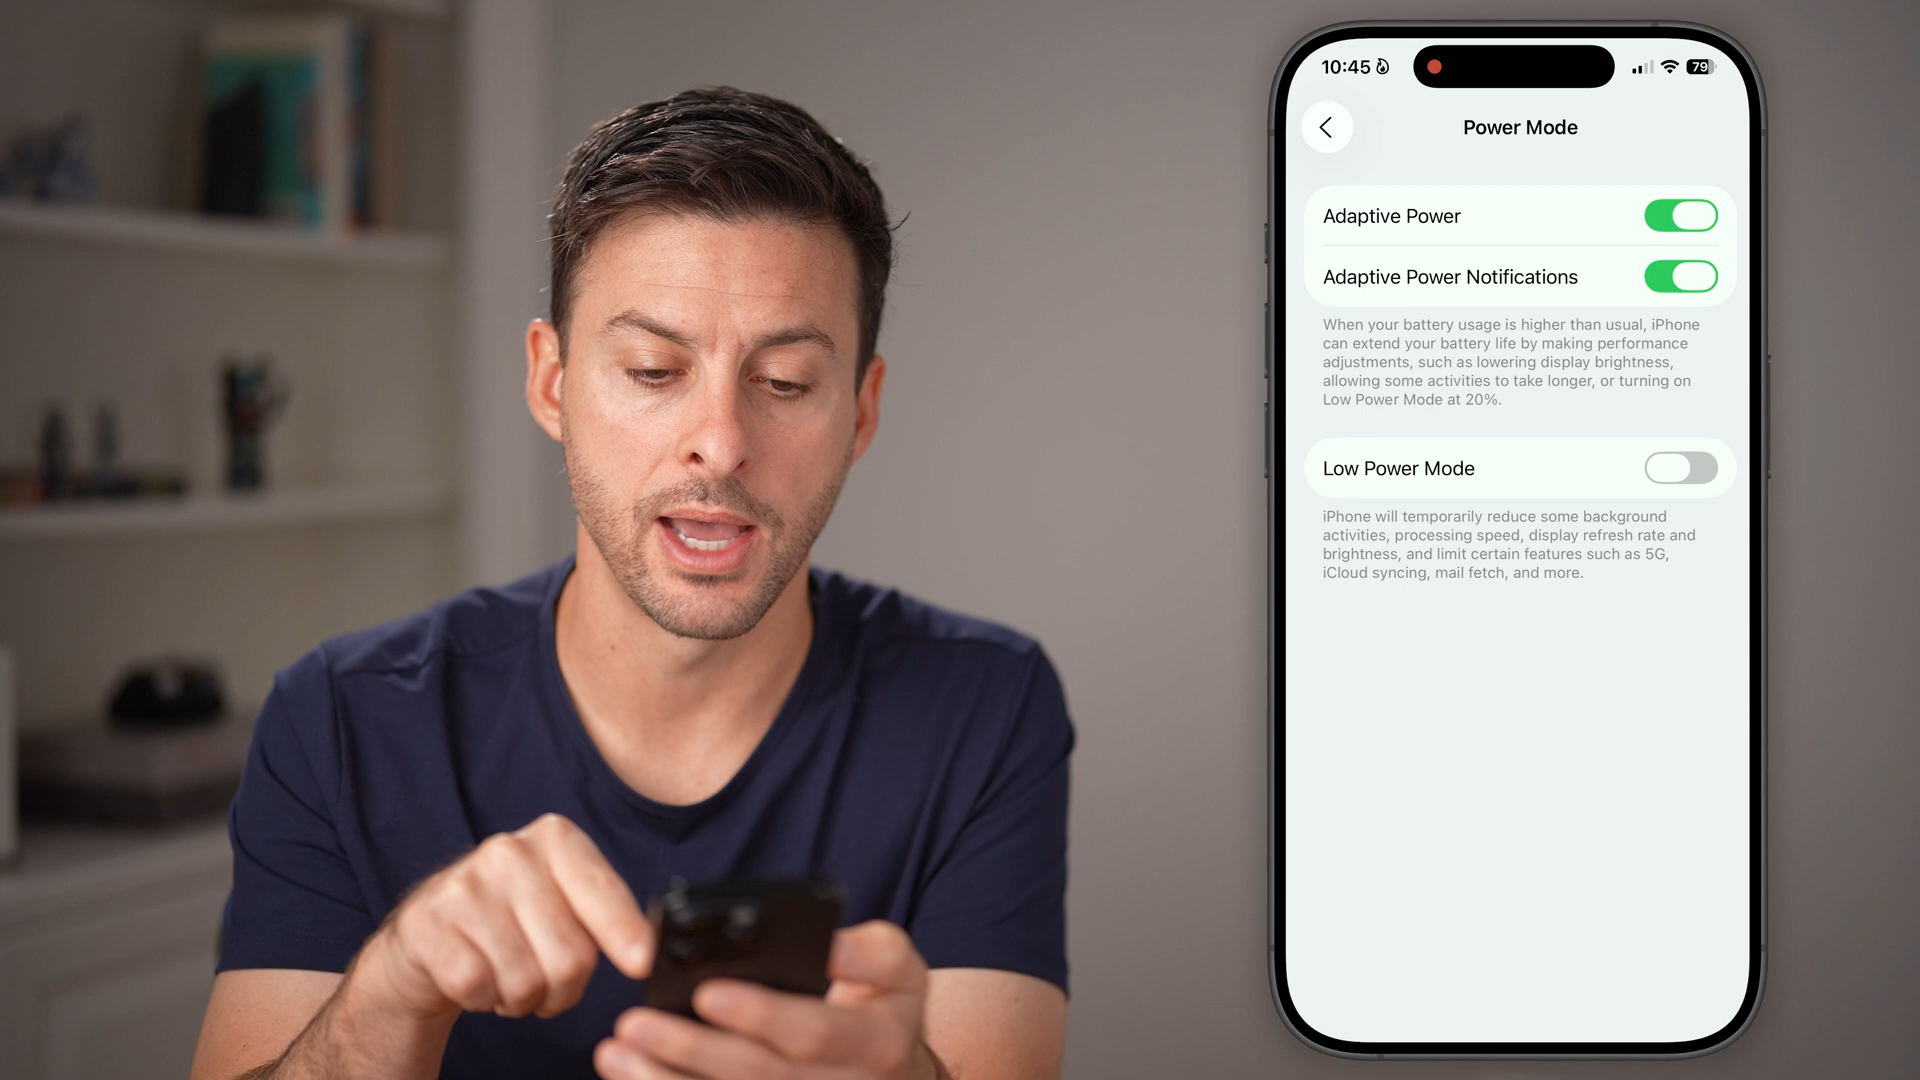 10:45
79
Power Mode
Adaptive Power
Adaptive Power Notifications
When your battery usage is higher than usual, iPhone
can extend your battery life by making performance
adjustments, such as lowering display brightness,
allowing some activities to take longer, or turning on
Low Power Mode at 20%.
Low Power Mode
iPhone will temporarily reduce some background
activities, processing speed, display refresh rate and
brightness, and limit certain features such as 5G,
iCloud syncing, mail fetch, and more.